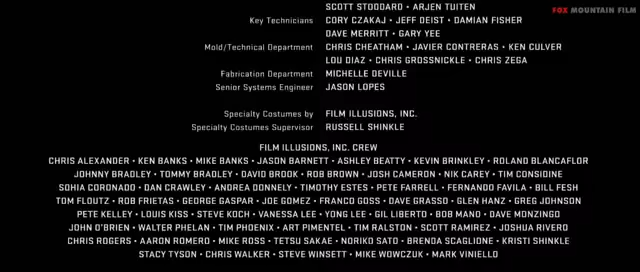 SCOTT STODDARD • ARJEN TUITEN
FOX MOUNTAIN FILM
Key Technicians CORY CZAKAJ • JEFF DEIST • DAMIAN FISHER
DAVE MERRITT • GARY YEE
Mold/Technical Department CHRIS CHEATHAM • JAVIER CONTRERAS • KEN CULVER
LOU DIAZ • CHRIS GROSSNICKLE • CHRIS ZEGA
Fabrication Department MICHELLE DEVILLE
Senior Systems Engineer JASON LOPES
Specialty Costumes by FILM ILLUSIONS, INC.
Specialty Costumes Supervisor RUSSELL SHINKLE
FILM ILLUSIONS, INC. CREW
CHRIS ALEXANDER • KEN BANKS • MIKE BANKS • JASON BARNETT • ASHLEY BEATTY • KEVIN BRINKLEY • ROLAND BLANCAFLOR
JOHNNY BRADLEY • TOMMY BRADLEY • DAVID BROOK • ROB BROWN • JOSH CAMERON • NIK CAREY • TIM CONSIDINE
SOHIA CORONADO • DAN CRAWLEY • ANDREA DONNELY • TIMOTHY ESTES • PETE FARRELL • FERNANDO FAVILA • BILL FESH
TOM FLOUTZ • ROB FRIETAS • GEORGE GASPAR • JOE GOMEZ • FRANCO GOSS • DAVE GRASSO • GLEN HANZ • GREG JOHNSON
PETE KELLEY • LOUIS KISS • STEVE KOCH • VANESSA LEE • YONG LEE • GIL LIBERTO • BOB MANO • DAVE MONZINGO
JOHN O'BRIEN • WALTER PHELAN • TIM PHOENIX • ART PIMENTEL • TIM RALSTON • SCOTT RAMIREZ • JOSHUA RIVERO
CHRIS ROGERS • AARON ROMERO • MIKE ROSS • TETSU SAKAE • NORIKO SATO • BRENDA SCAGLIONE • KRISTI SHINKLE
STACY TYSON • CHRIS WALKER • STEVE WINSETT • MIKE WOWCZUK • MARK VINIELLO